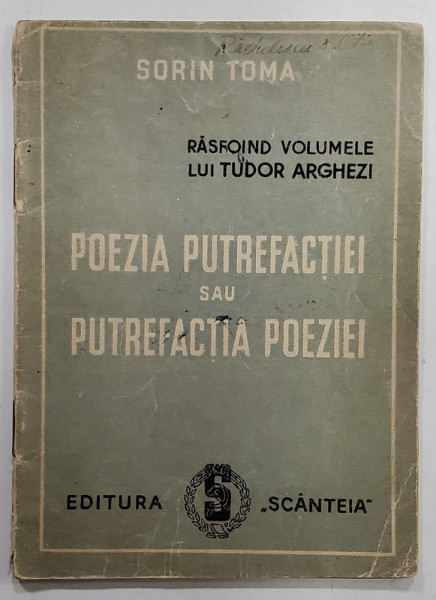 SORIN TOMA
RĂSFOIND VOLUMELE
LUI TUDOR ARGHEZI
POEZIA PUTREFACȚIEI
SAU
PUTREFACȚIA POEZIEI
S
EDITURA „SCÂNTEIA"